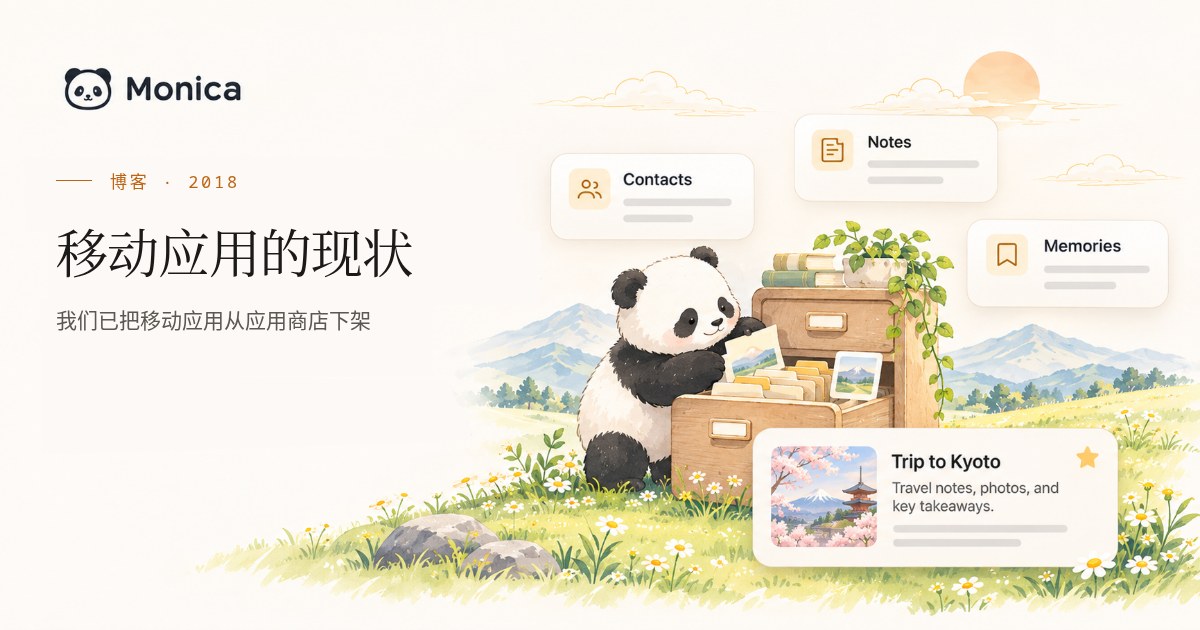 Monica
博客 · 2018
移动应用的现状
我们已把移动应用从应用商店下架
Contacts
Notes
Memories
Trip to Kyoto
Travel notes, photos, and
key takeaways.